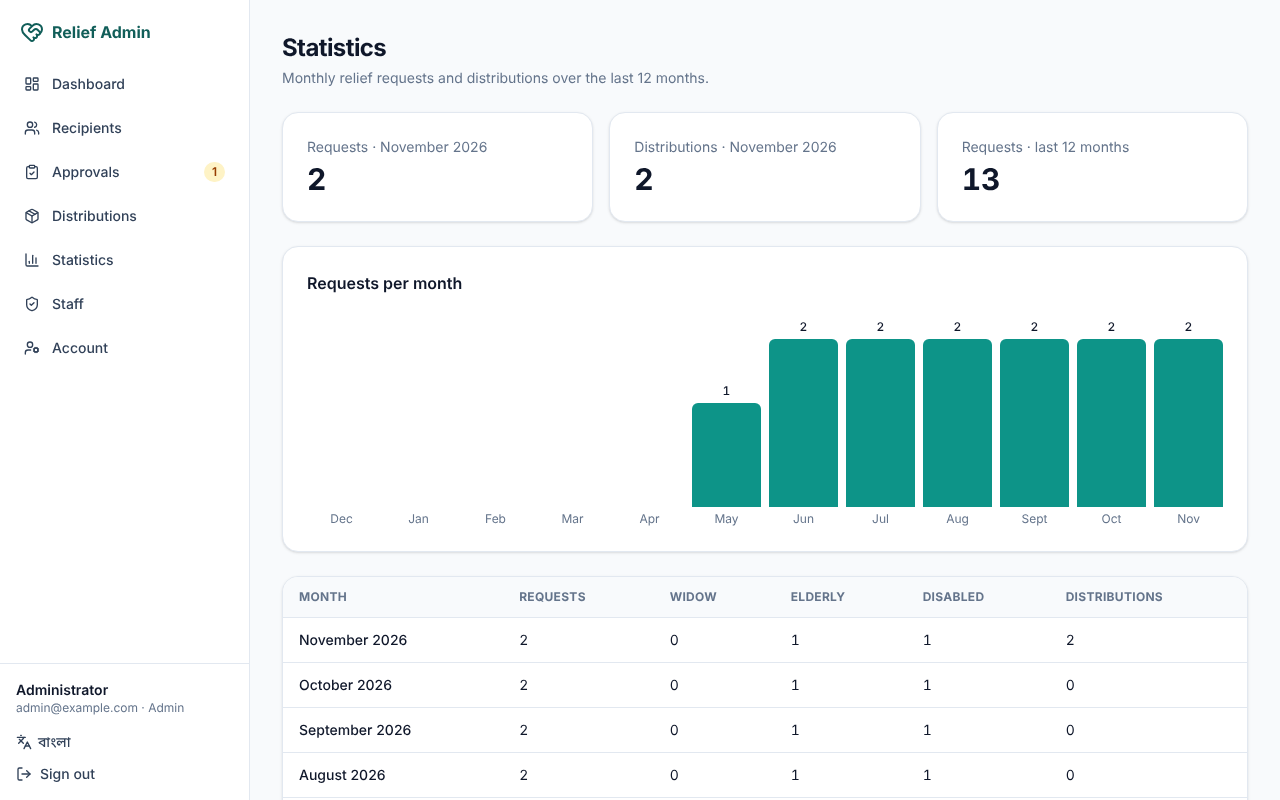 Relief Admin
Dashboard
Recipients
Approvals 1
Distributions
Statistics
Staff
Account
Administrator
admin@example.com · Admin
বাংলা
Sign out
Statistics
Monthly relief requests and distributions over the last 12 months.
Requests · November 2026
2
Distributions · November 2026
2
Requests · last 12 months
13
Requests per month
1 2 2 2 2 2 2
Dec Jan Feb Mar Apr May Jun Jul Aug Sept Oct Nov
MONTH REQUESTS WIDOW ELDERLY DISABLED DISTRIBUTIONS
November 2026 2 0 1 1 2
October 2026 2 0 1 1 0
September 2026 2 0 1 1 0
August 2026 2 0 1 1 0